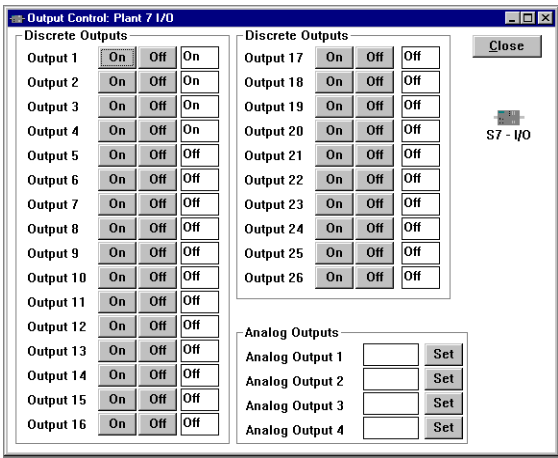 Output Control: Plant 7 I/O
Discrete Outputs
Output 1 On Off On
Output 2 On Off On
Output 3 On Off On
Output 4 On Off On
Output 5 On Off Off
Output 6 On Off Off
Output 7 On Off Off
Output 8 On Off Off
Output 9 On Off Off
Output 10 On Off Off
Output 11 On Off Off
Output 12 On Off Off
Output 13 On Off Off
Output 14 On Off Off
Output 15 On Off Off
Output 16 On Off Off
Discrete Outputs
Output 17 On Off Off
Output 18 On Off Off
Output 19 On Off Off
Output 20 On Off Off
Output 21 On Off Off
Output 22 On Off Off
Output 23 On Off Off
Output 24 On Off Off
Output 25 On Off Off
Output 26 On Off Off
Analog Outputs
Analog Output 1 Set
Analog Output 2 Set
Analog Output 3 Set
Analog Output 4 Set
Close
S7 - I/O